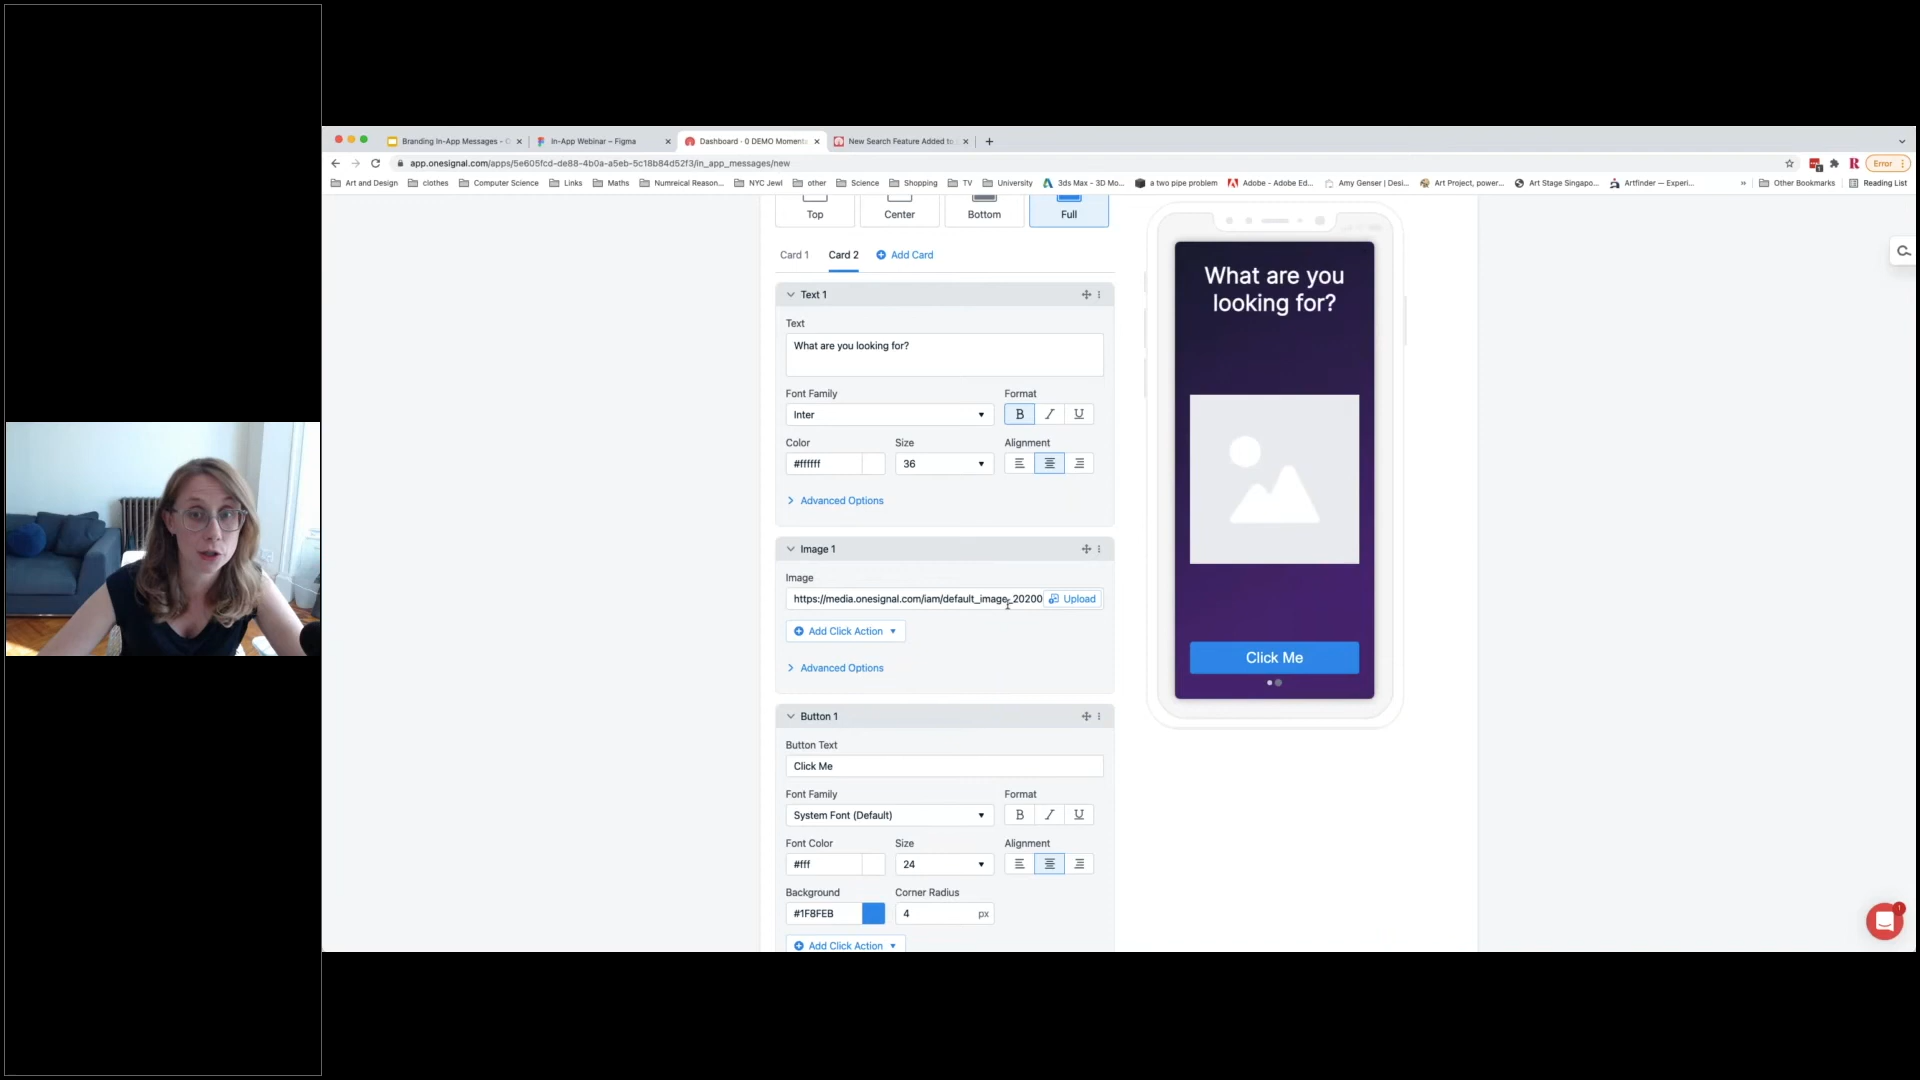 Branding In-App Messages -
In-App Webinar – Figma
Dashboard - 0 DEMO Moments
New Search Feature Added to
app.onesignal.com/apps/5e605fcd-de88-4b0a-a5eb-5c18b84d52f3/in_app_messages/new
Error
Art and Design
clothes
Computer Science
Links
Maths
Numreical Reason...
NYC Jewl
other
Science
Shopping
TV
University
3ds Max - 3D Mo...
a two pipe problem
Adobe - Adobe Ed...
Amy Genser | Desi...
Art Project, power...
Art Stage Singapo...
Artfinder — Experi...
»
Other Bookmarks
Reading List
Top
Center
Bottom
Full
Card 1
Card 2
Add Card
Text 1
Text
What are you looking for?
Font Family
Format
Inter
B I U
Color
Size
Alignment
#ffffff
36
Advanced Options
Image 1
Image
https://media.onesignal.com/iam/default_image_20200
Upload
Add Click Action
Advanced Options
Button 1
Button Text
Click Me
Font Family
Format
System Font (Default)
B I U
Font Color
Size
Alignment
#fff
24
Background
Corner Radius
#1F8FEB
4
px
Add Click Action
What are you
looking for?
Click Me
1